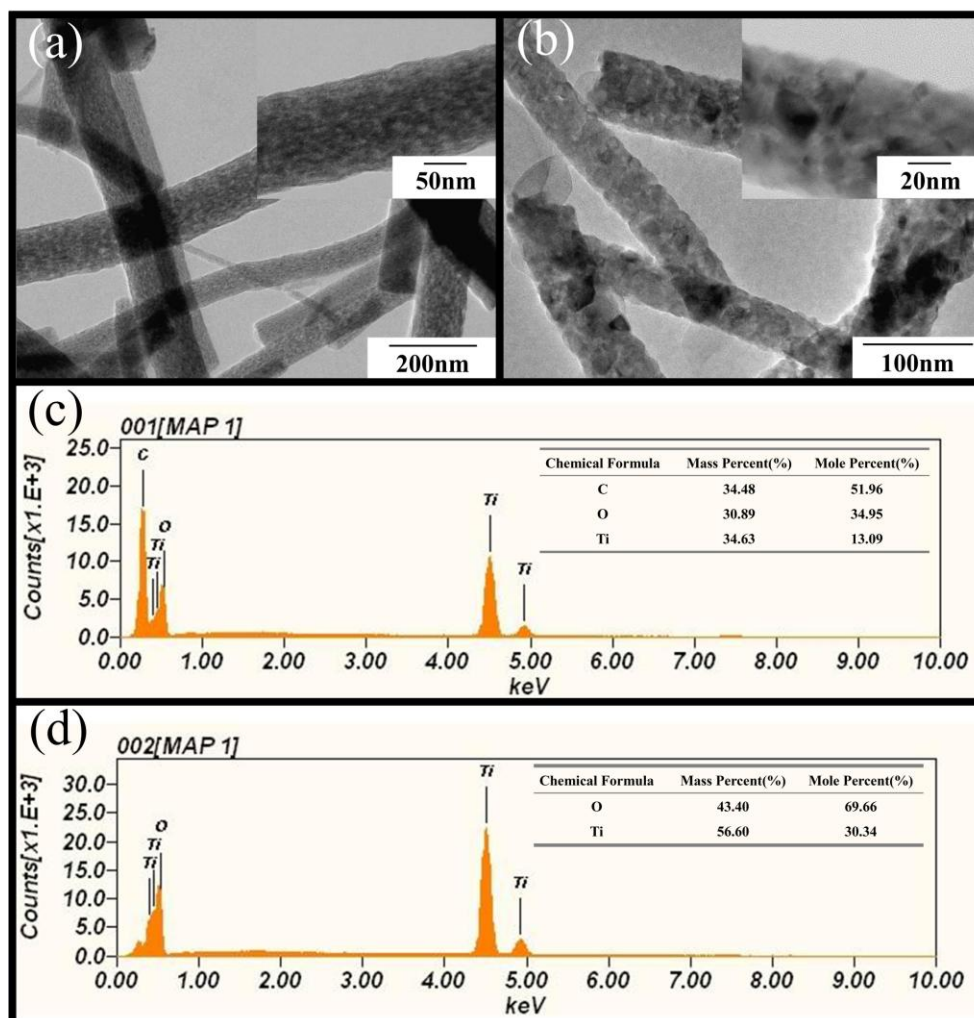 (a)
50nm
200nm
(b)
20nm
100nm
(c)
001[MAP 1]
Counts[x1.E+3]
25.0
20.0
15.0
10.0
5.0
0.0
C
Ti
Ti
O
Ti
Ti
Chemical Formula Mass Percent(%) Mole Percent(%)
C 34.48 51.96
O 30.89 34.95
Ti 34.63 13.09
0.00 1.00 2.00 3.00 4.00 5.00 6.00 7.00 8.00 9.00 10.00
keV
(d)
002[MAP 1]
Counts[x1.E+3]
30.0
25.0
20.0
15.0
10.0
5.0
0.0
Ti
Ti
O
Ti
Ti
Chemical Formula Mass Percent(%) Mole Percent(%)
O 43.40 69.66
Ti 56.60 30.34
0.00 1.00 2.00 3.00 4.00 5.00 6.00 7.00 8.00 9.00 10.00
keV